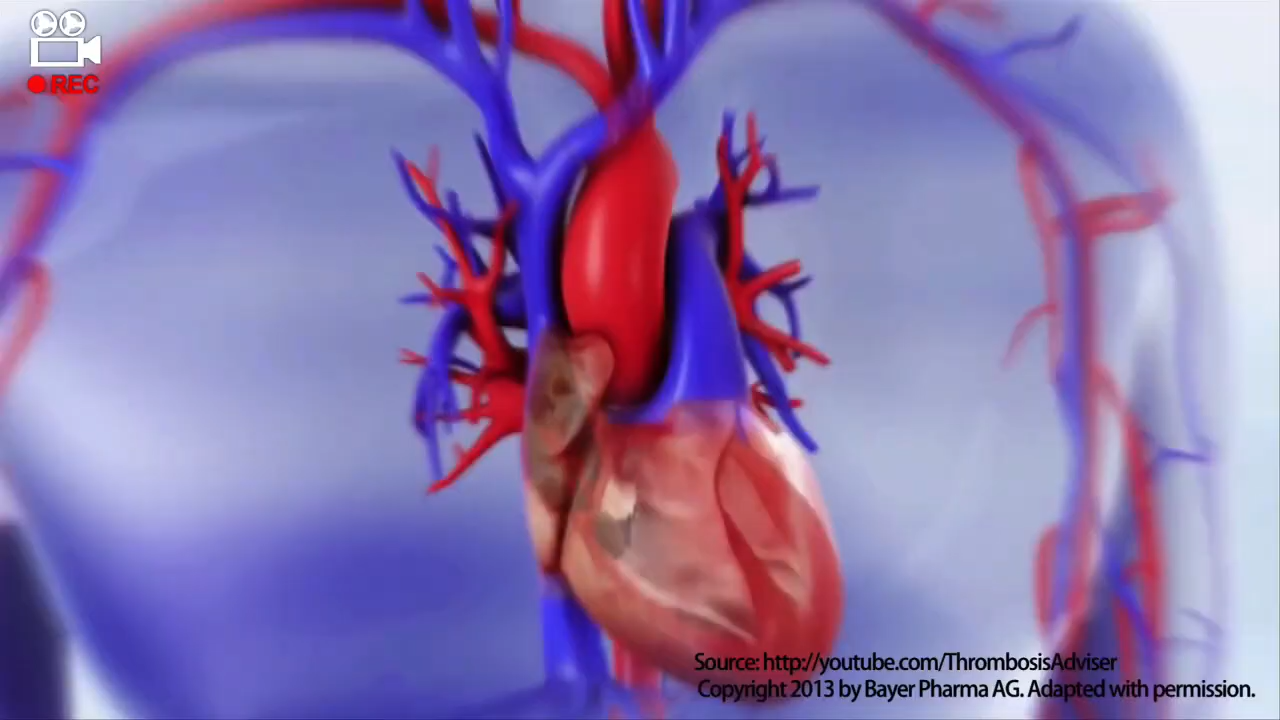 REC
Source: http://youtube.com/ThrombosisAdviser
Copyright 2013 by Bayer Pharma AG. Adapted with permission.